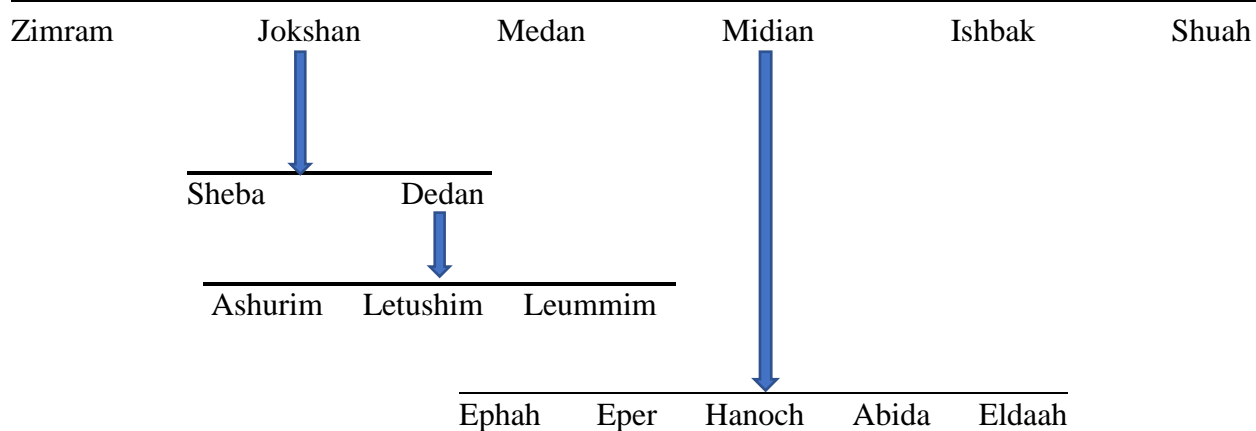 Zimram Jokshan Medan Midian Ishbak Shuah
Sheba Dedan
Ashurim Letushim Leummim
Ephah Eper Hanoch Abida Eldaah